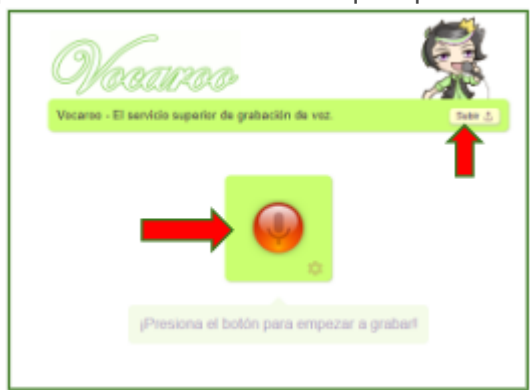 Vocaroo
Vocaroo - El servicio superior de grabación de voz.
Subir
¡Presiona el botón para empezar a grabar!